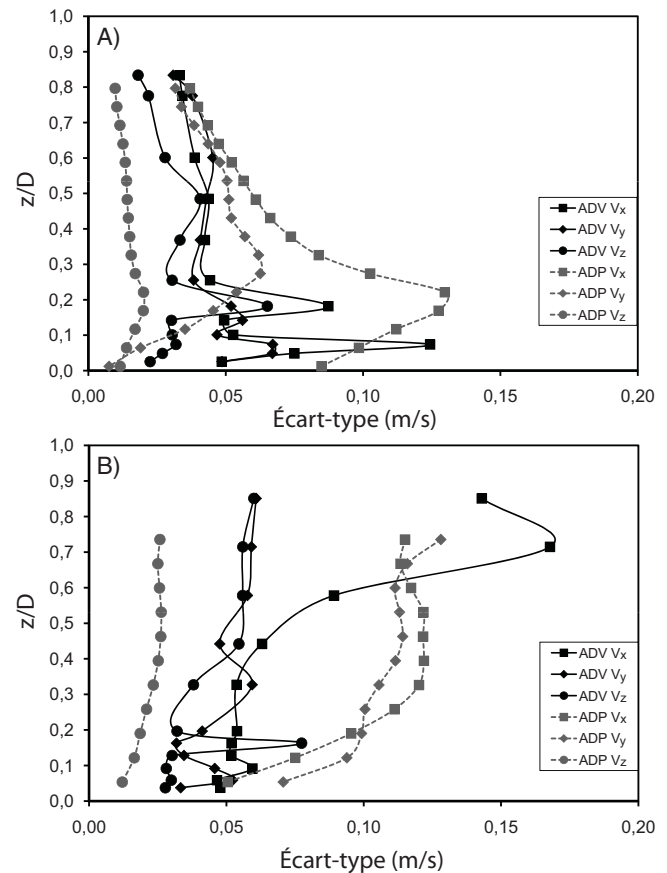 A)
1,0
0,9
0,8
0,7
0,6
0,5
0,4
0,3
0,2
0,1
0,0
z/D
ADV Vx
ADV Vy
ADV Vz
ADP Vx
ADP Vy
ADP Vz
0,00 0,05 0,10 0,15 0,20
Écart-type (m/s)
B)
1,0
0,9
0,8
0,7
0,6
0,5
0,4
0,3
0,2
0,1
0,0
z/D
ADV Vx
ADV Vy
ADV Vz
ADP Vx
ADP Vy
ADP Vz
0,00 0,05 0,10 0,15 0,20
Écart-type (m/s)